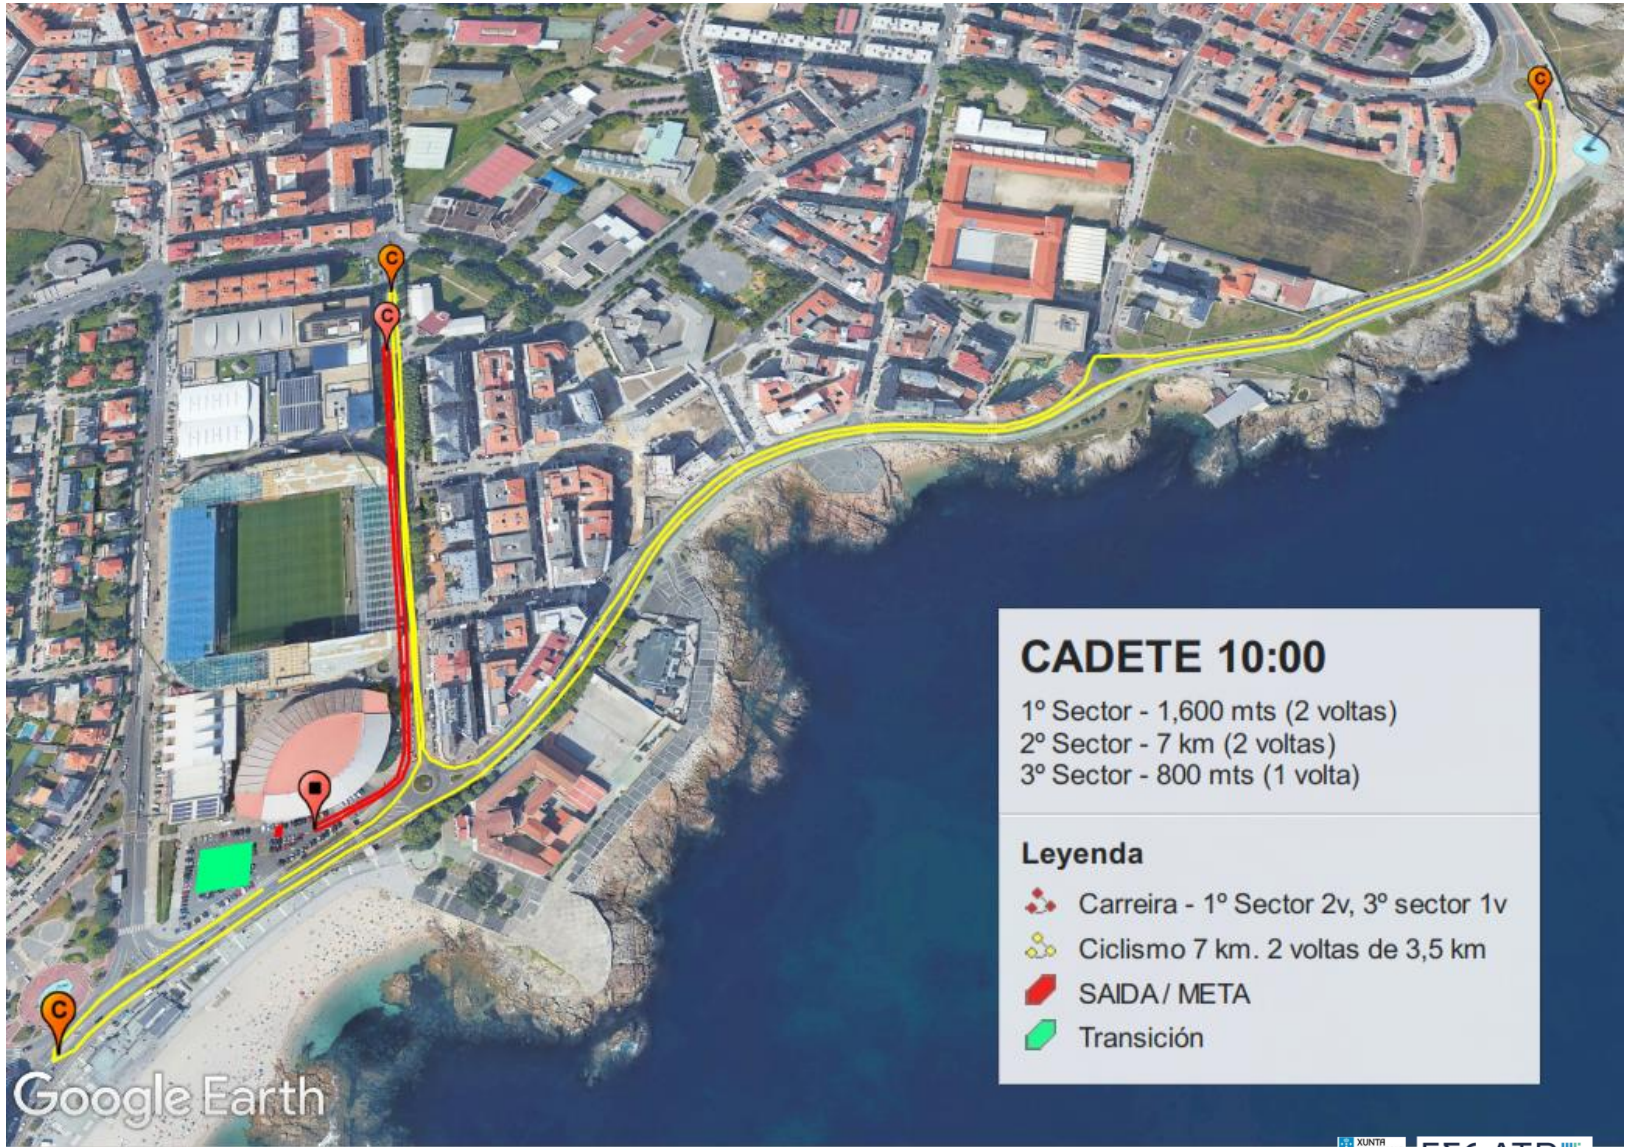 C
C
C
CADETE 10:00
1º Sector - 1,600 mts (2 voltas)
2º Sector - 7 km (2 voltas)
3º Sector - 800 mts (1 volta)
Leyenda
Carreira - 1º Sector 2v, 3º sector 1v
Ciclismo 7 km. 2 voltas de 3,5 km
SAIDA / META
Transición
C
Google Earth
XUNTA